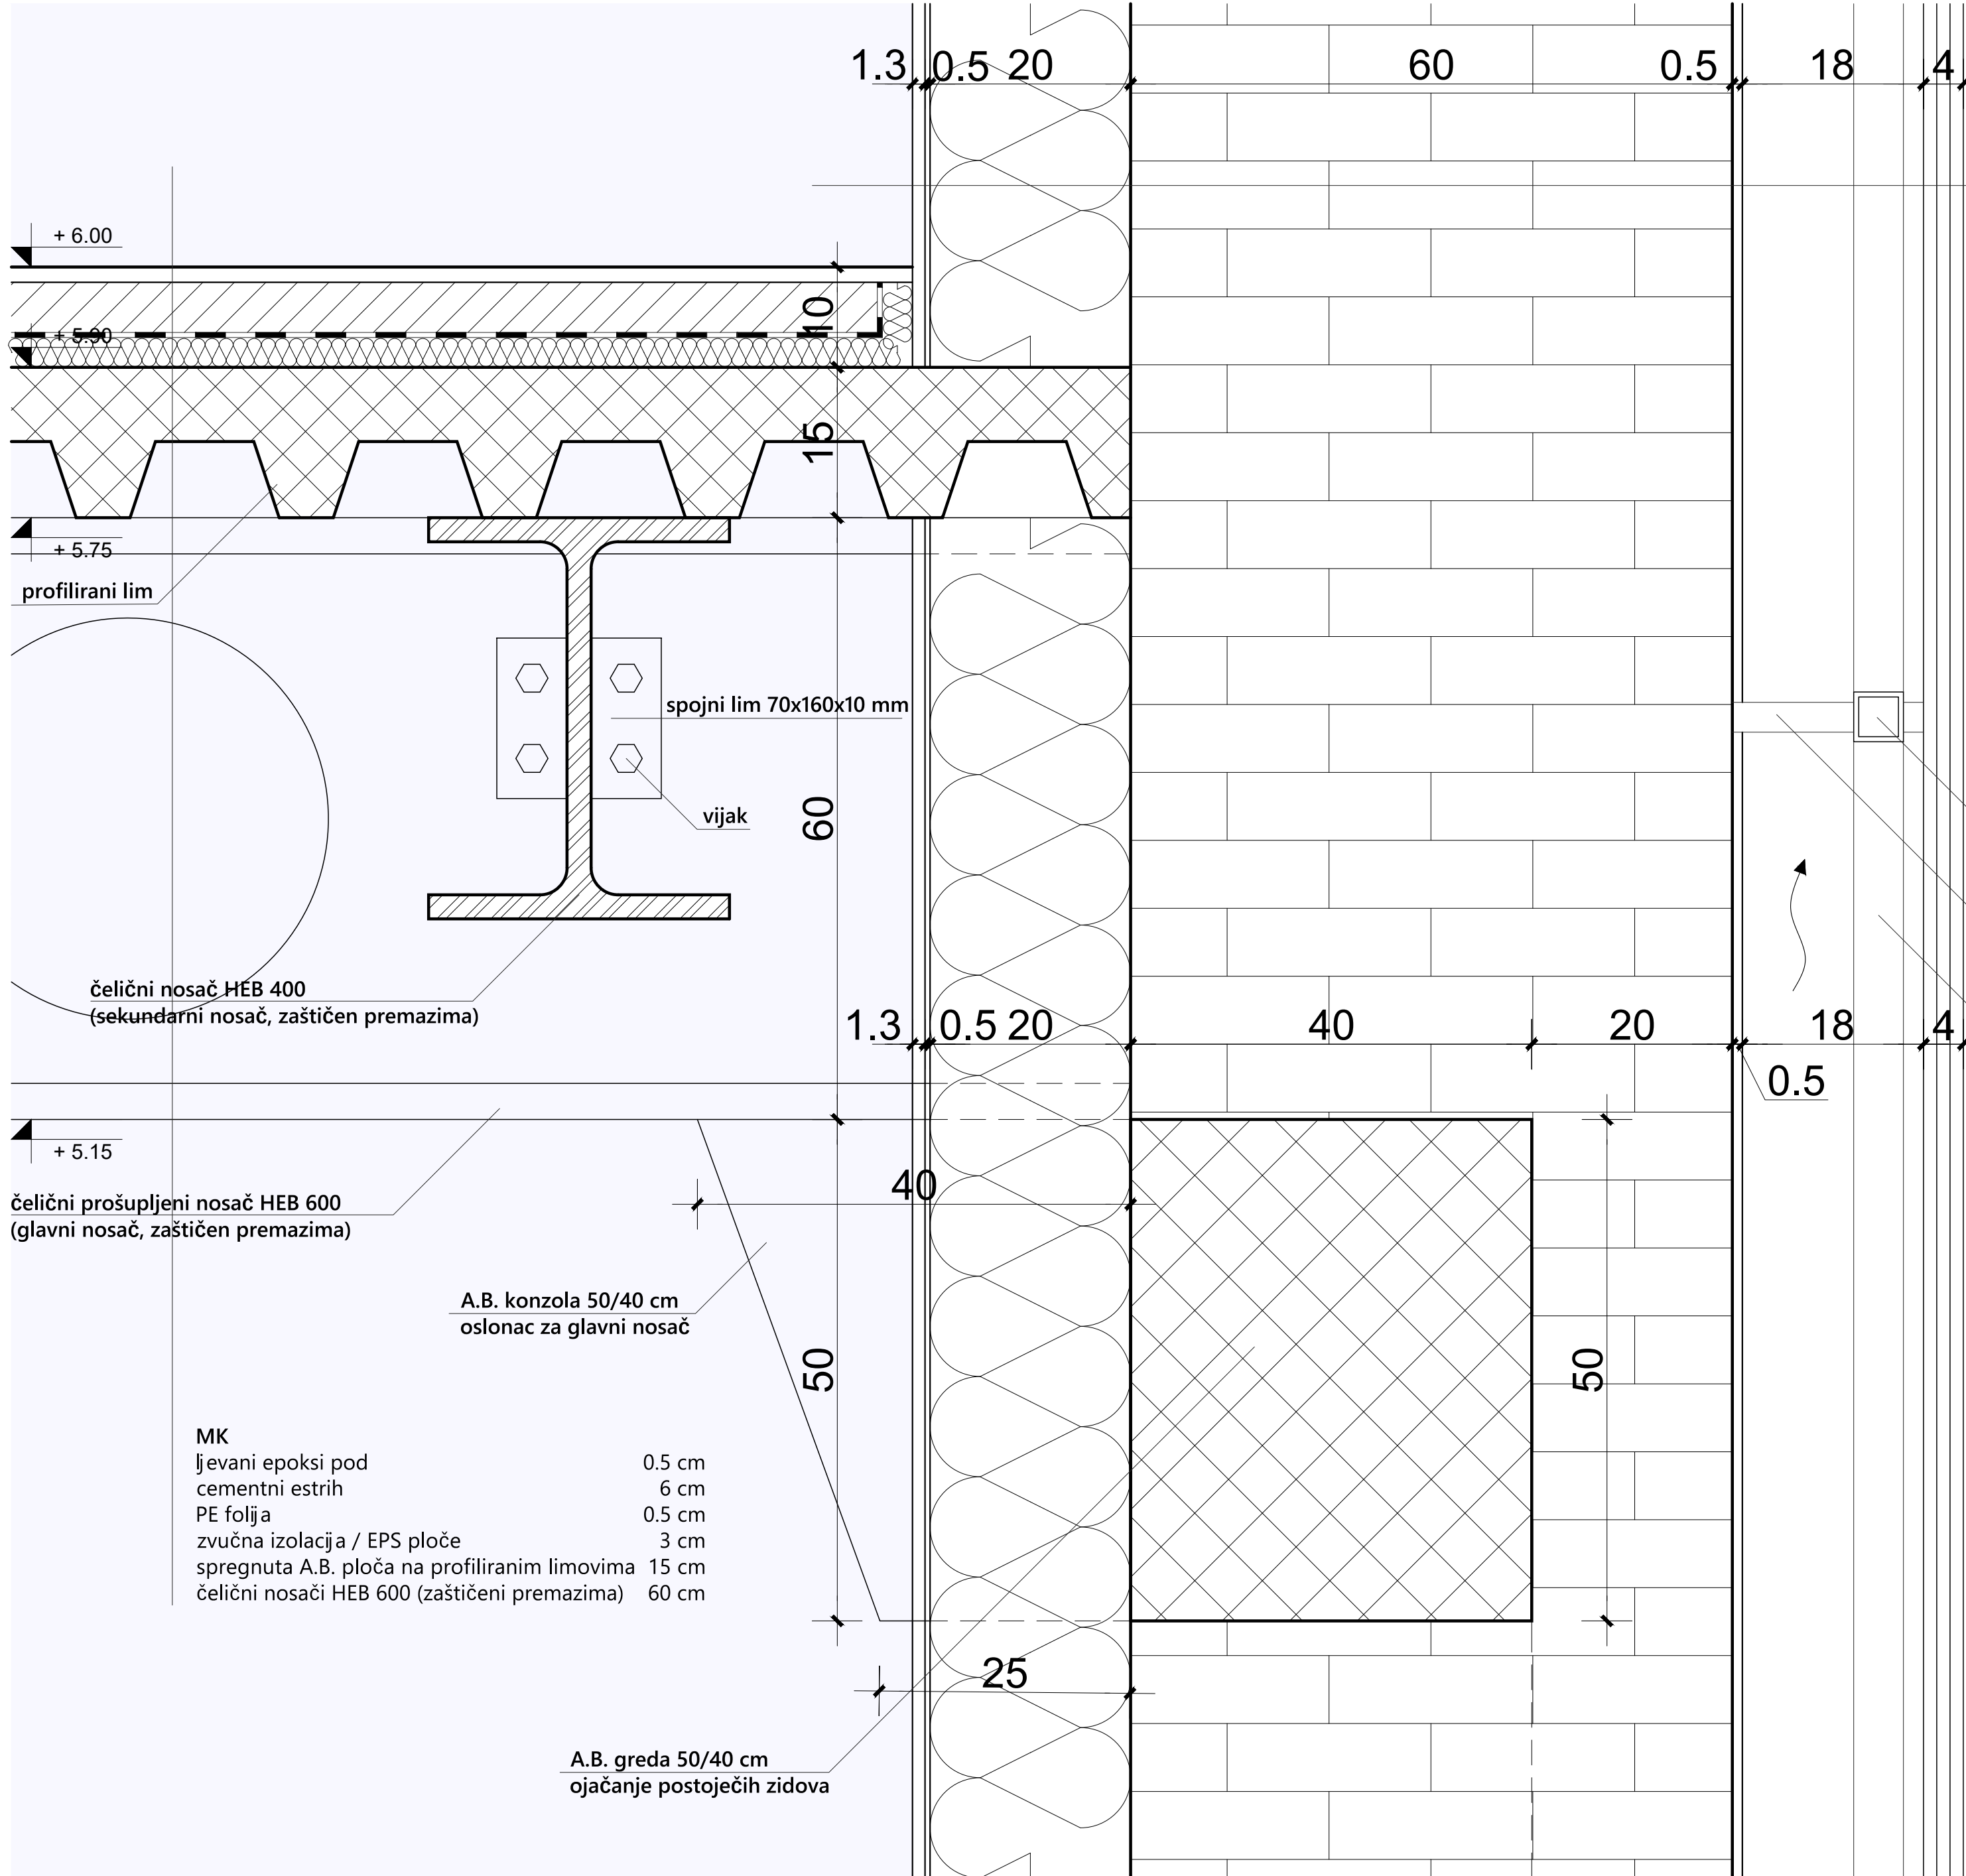 1.3 0.5 20 60 0.5 18 4
+ 6.00
10
+ 5.90
15
+ 5.75
profilirani lim
spojni lim 70x160x10 mm
vijak
60
čelični nosač HEB 400
(sekundarni nosač, zaštičen premazima)
1.3 0.5 20 40 20 18 4
0.5
+ 5.15
40
čelični prošupljeni nosač HEB 600
(glavni nosač, zaštičen premazima)
A.B. konzola 50/40 cm
oslonac za glavni nosač
50
50
MK
ljevani epoksi pod 0.5 cm
cementni estrih 6 cm
PE folija 0.5 cm
zvučna izolacija / EPS ploče 3 cm
spregnuta A.B. ploča na profiliranim limovima 15 cm
čelični nosači HEB 600 (zaštičeni premazima) 60 cm
25
A.B. greda 50/40 cm
ojačanje postoječih zidova